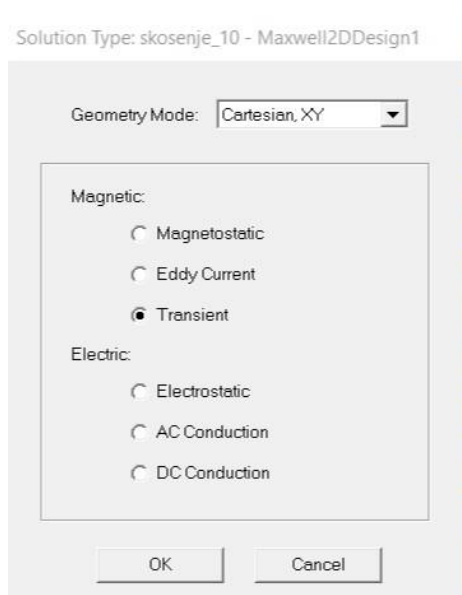 Solution Type: skosenje_10 - Maxwell2DDesign1
Geometry Mode: Cartesian, XY
Magnetic:
Magnetostatic
Eddy Current
Transient
Electric:
Electrostatic
AC Conduction
DC Conduction
OK Cancel